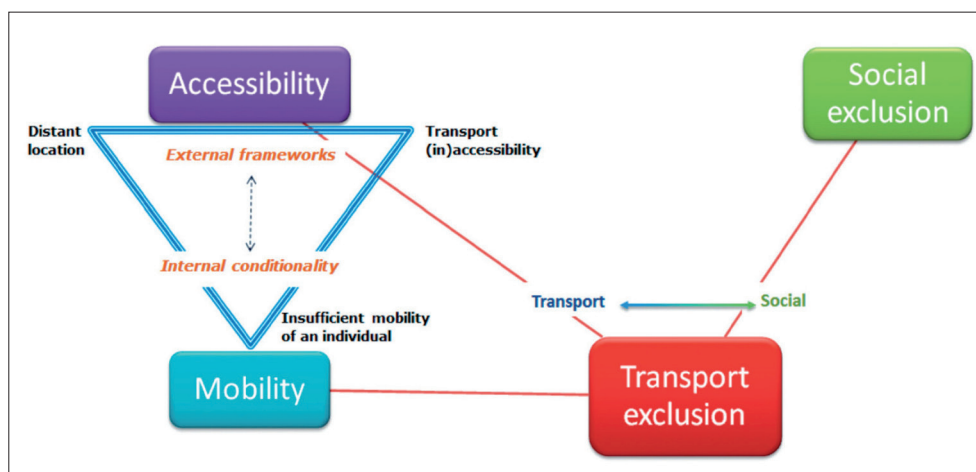 Accessibility
Social
exclusion
Distant
location
Transport
(in)accessibility
External frameworks
Internal conditionality
Transport
Social
Insufficient mobility
of an individual
Mobility
Transport
exclusion